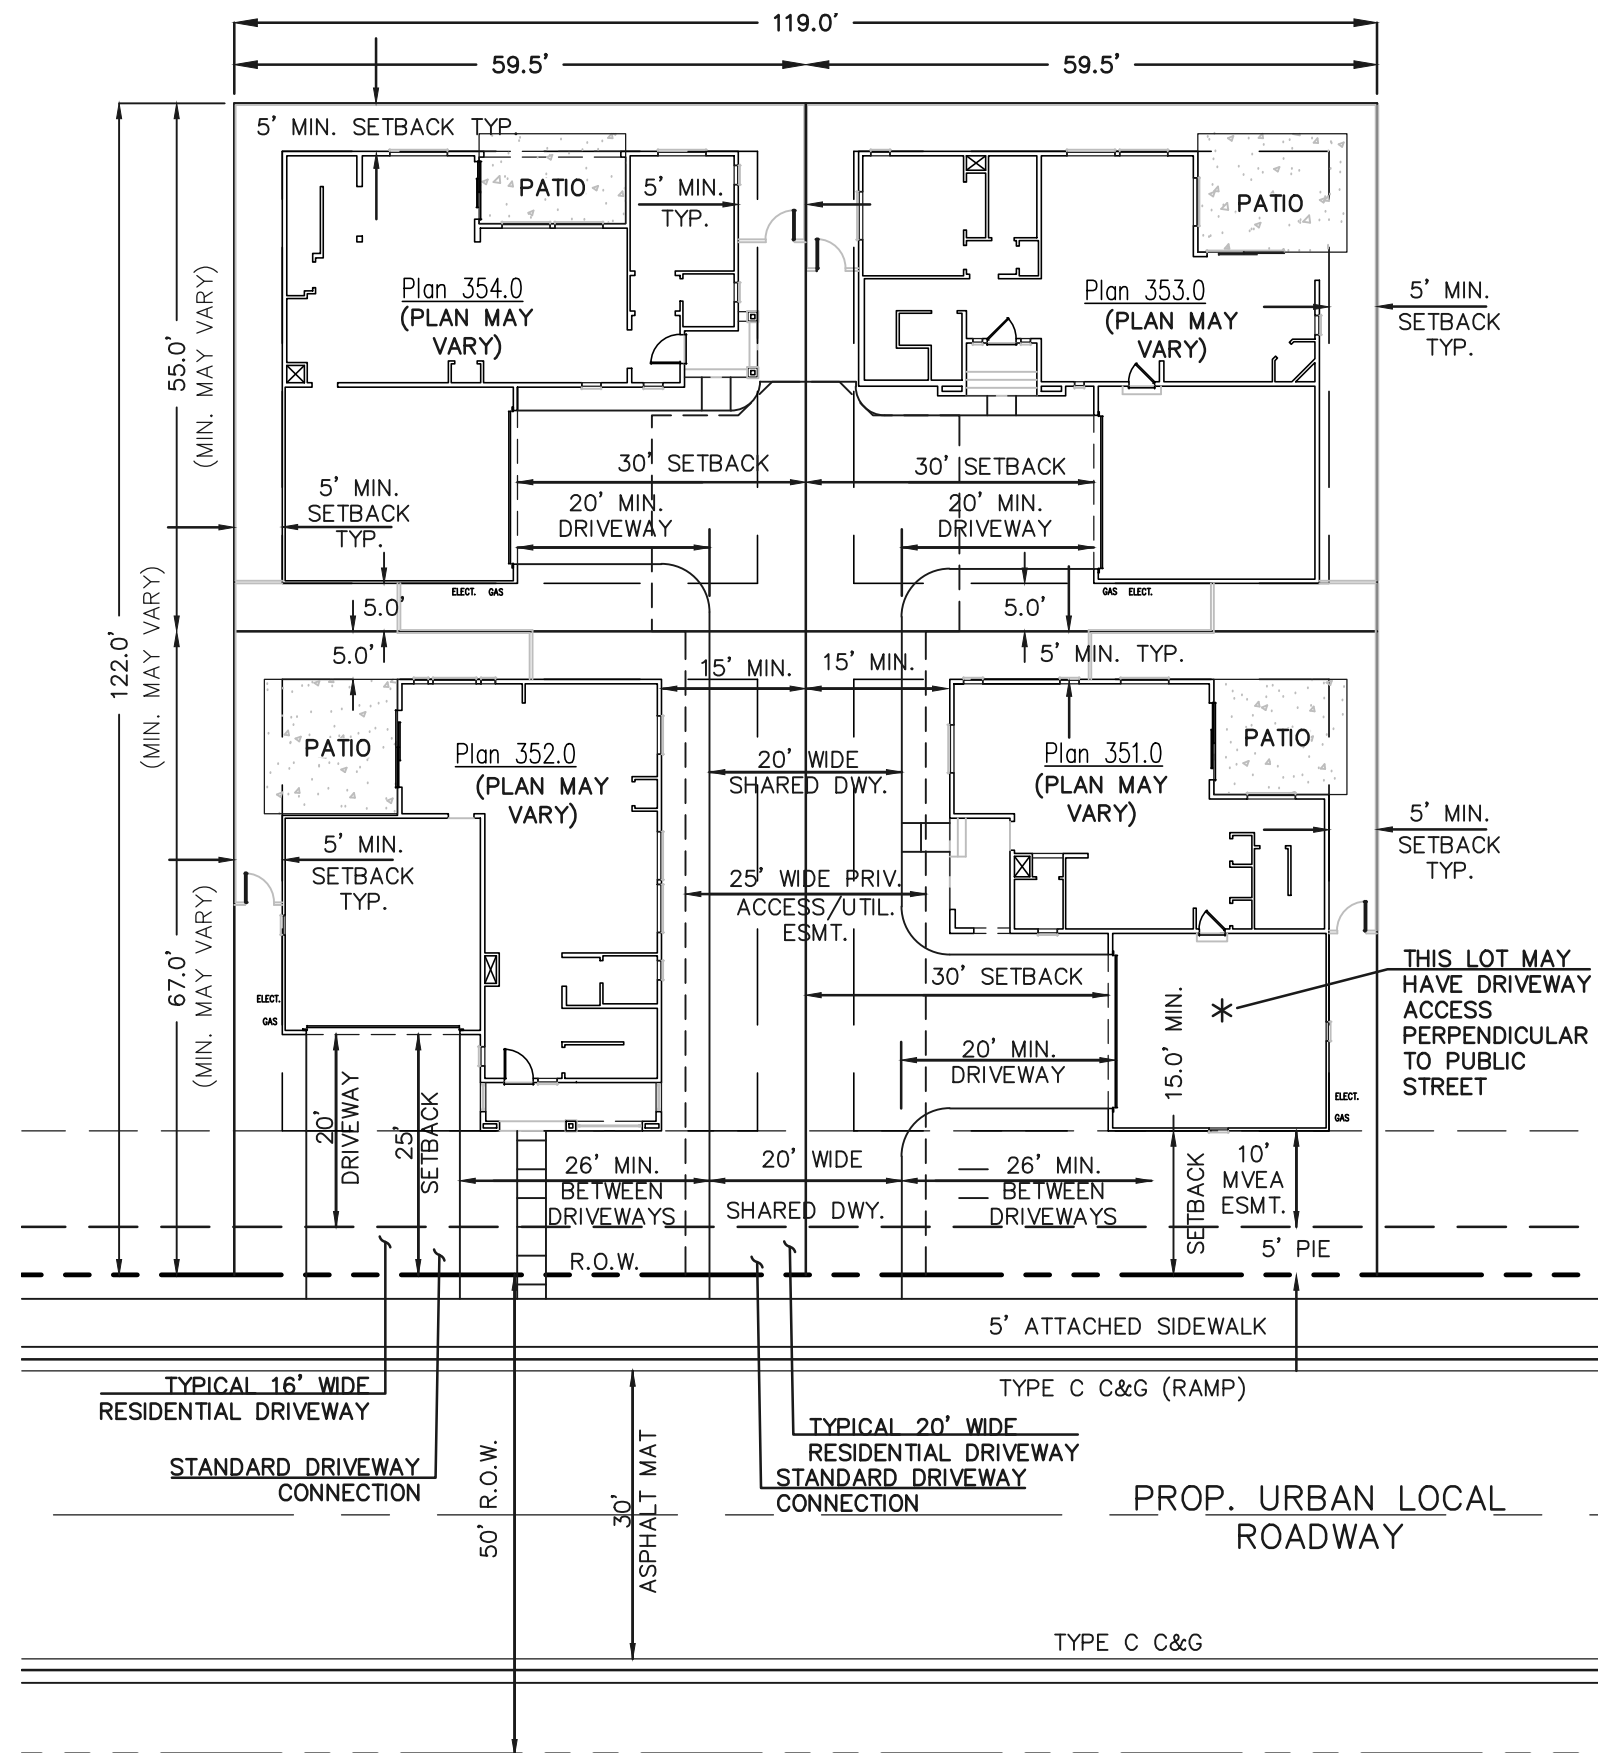 119.0'
59.5'
59.5'
5' MIN. SETBACK TYP.
PATIO
5' MIN.
TYP.
PATIO
Plan 354.0
(PLAN MAY
VARY)
Plan 353.0
(PLAN MAY
VARY)
5' MIN.
SETBACK
TYP.
55.0'
(MIN. MAY VARY)
30' SETBACK
30' SETBACK
5' MIN.
SETBACK
TYP.
20' MIN.
DRIVEWAY
20' MIN.
DRIVEWAY
ELECT.
GAS
GAS
ELECT.
5.0'
5.0'
122.0'
(MIN. MAY VARY)
5.0'
15' MIN.
15' MIN.
5' MIN. TYP.
PATIO
Plan 352.0
(PLAN MAY
VARY)
20' WIDE
SHARED DWY.
Plan 351.0
(PLAN MAY
VARY)
PATIO
5' MIN.
SETBACK
TYP.
5' MIN.
SETBACK
TYP.
25' WIDE PRIV.
ACCESS/UTIL.
ESMT.
67.0'
(MIN. MAY VARY)
ELECT.
GAS
30' SETBACK
THIS LOT MAY
HAVE DRIVEWAY
ACCESS
PERPENDICULAR
TO PUBLIC
STREET
20' MIN.
DRIVEWAY
15.0' MIN.
SETBACK
ELECT.
GAS
20'
DRIVEWAY
25'
SETBACK
26' MIN.
BETWEEN
DRIVEWAYS
20' WIDE
SHARED DWY.
26' MIN.
BETWEEN
DRIVEWAYS
10'
MVEA
ESMT.
R.O.W.
5' PIE
5' ATTACHED SIDEWALK
TYPICAL 16' WIDE
RESIDENTIAL DRIVEWAY
TYPE C C&G (RAMP)
STANDARD DRIVEWAY
CONNECTION
TYPICAL 20' WIDE
RESIDENTIAL DRIVEWAY
STANDARD DRIVEWAY
CONNECTION
50' R.O.W.
30'
ASPHALT MAT
PROP. URBAN LOCAL
ROADWAY
TYPE C C&G